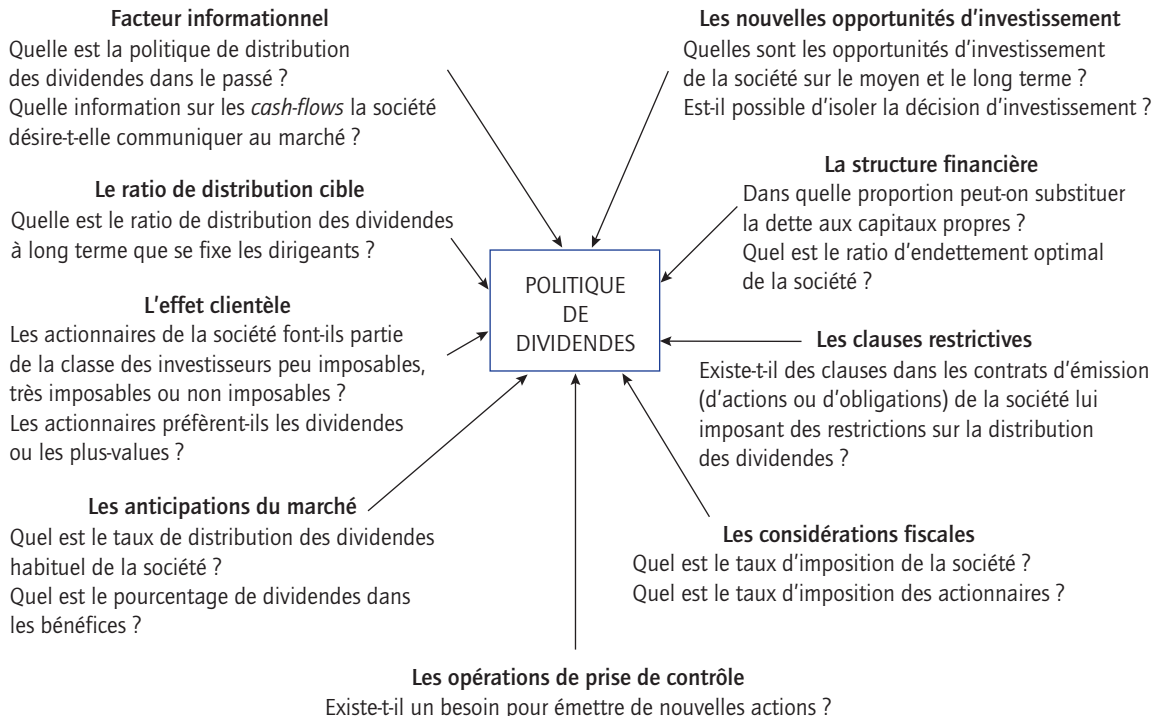 Facteur informationnel
Quelle est la politique de distribution
des dividendes dans le passé ?
Quelle information sur les cash-flows la société
désire-t-elle communiquer au marché ?
Le ratio de distribution cible
Quelle est le ratio de distribution des dividendes
à long terme que se fixe les dirigeants ?
L'effet clientèle
Les actionnaires de la société font-ils partie
de la classe des investisseurs peu imposables,
très imposables ou non imposables ?
Les actionnaires préfèrent-ils les dividendes
ou les plus-values ?
Les anticipations du marché
Quel est le taux de distribution des dividendes
habituel de la société ?
Quel est le pourcentage de dividendes dans
les bénéfices ?
POLITIQUE
DE
DIVIDENDES
Les nouvelles opportunités d'investissement
Quelles sont les opportunités d'investissement
de la société sur le moyen et le long terme ?
Est-il possible d'isoler la décision d'investissement ?
La structure financière
Dans quelle proportion peut-on substituer
la dette aux capitaux propres ?
Quel est le ratio d'endettement optimal
de la société ?
Les clauses restrictives
Existe-t-il des clauses dans les contrats d'émission
(d'actions ou d'obligations) de la société lui
imposant des restrictions sur la distribution
des dividendes ?
Les considérations fiscales
Quel est le taux d'imposition de la société ?
Quel est le taux d'imposition des actionnaires ?
Les opérations de prise de contrôle
Existe-t-il un besoin pour émettre de nouvelles actions ?